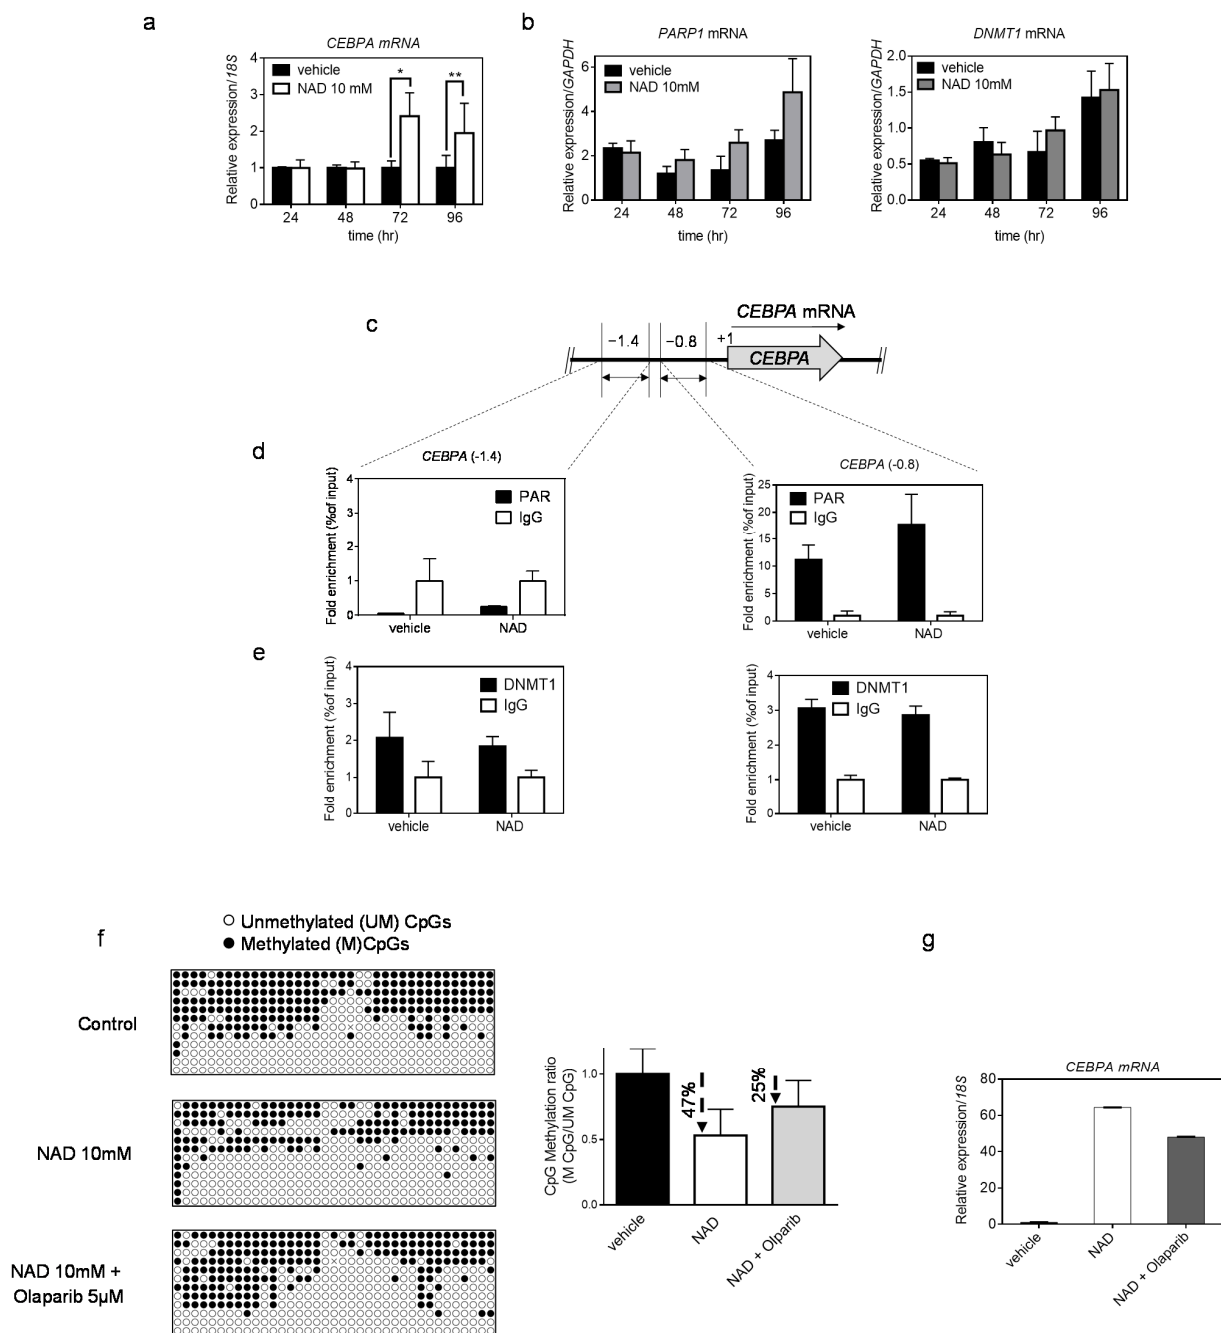 a
CEBPA mRNA
Relative expression/18S
4
3
2
1
0
vehicle
NAD 10 mM
*
**
24 48 72 96
time (hr)
b
PARP1 mRNA
Relative expression/GAPDH
6
4
2
0
vehicle
NAD 10mM
24 48 72 96
time (hr)
DNMT1 mRNA
Relative expression/GAPDH
2.0
1.5
1.0
0.5
0
vehicle
NAD 10mM
24 48 72 96
time (hr)
c
CEBPA mRNA
−1.4 −0.8 +1
CEBPA
d
CEBPA (-1.4)
Fold enrichment (%of input)
4
3
2
1
0
PAR
IgG
vehicle NAD
CEBPA (-0.8)
Fold enrichment (%of input)
25
20
15
10
5
0
PAR
IgG
vehicle NAD
e
Fold enrichment (%of input)
4
3
2
1
0
DNMT1
IgG
vehicle NAD
Fold enrichment (%of input)
4
3
2
1
0
DNMT1
IgG
vehicle NAD
f
Unmethylated (UM) CpGs
Methylated (M)CpGs
Control
NAD 10mM
NAD 10mM +
Olaparib 5µM
CpG Methylation ratio
(M CpG/UM CpG)
1.0
0.5
0.0
47%
25%
vehicle
NAD
NAD + Olparib
g
CEBPA mRNA
Relative expression/18S
80
60
40
20
0
vehicle
NAD
NAD + Olaparib